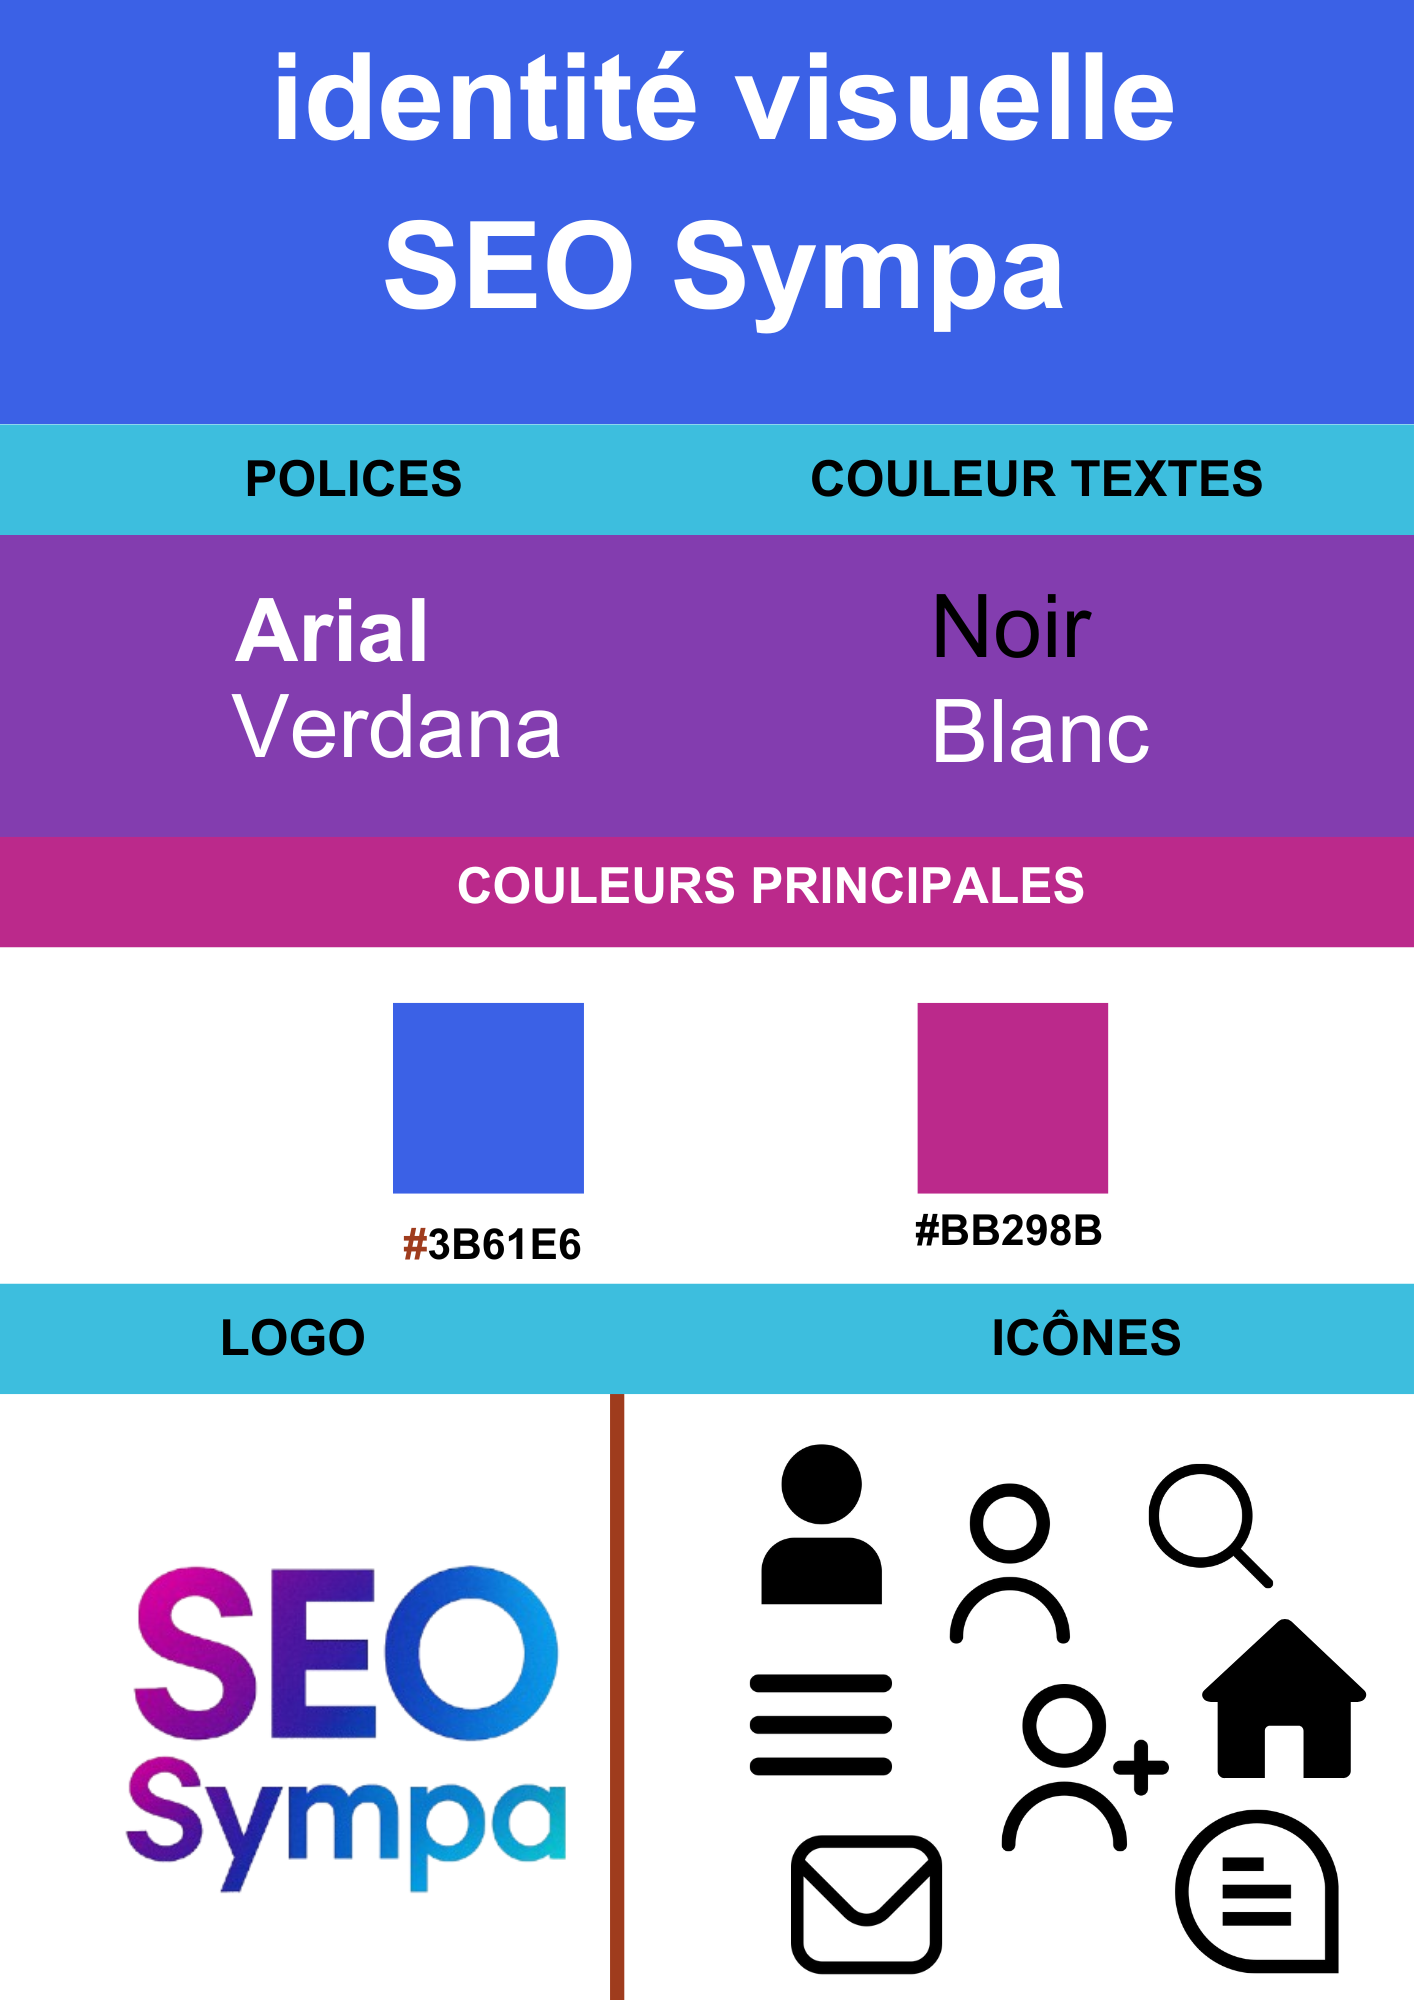 identité visuelle
SEO Sympa
POLICES
COULEUR TEXTES
Arial
Verdana
Noir
Blanc
COULEURS PRINCIPALES
#3B61E6
#BB298B
LOGO
ICÔNES
SEO
Sympa